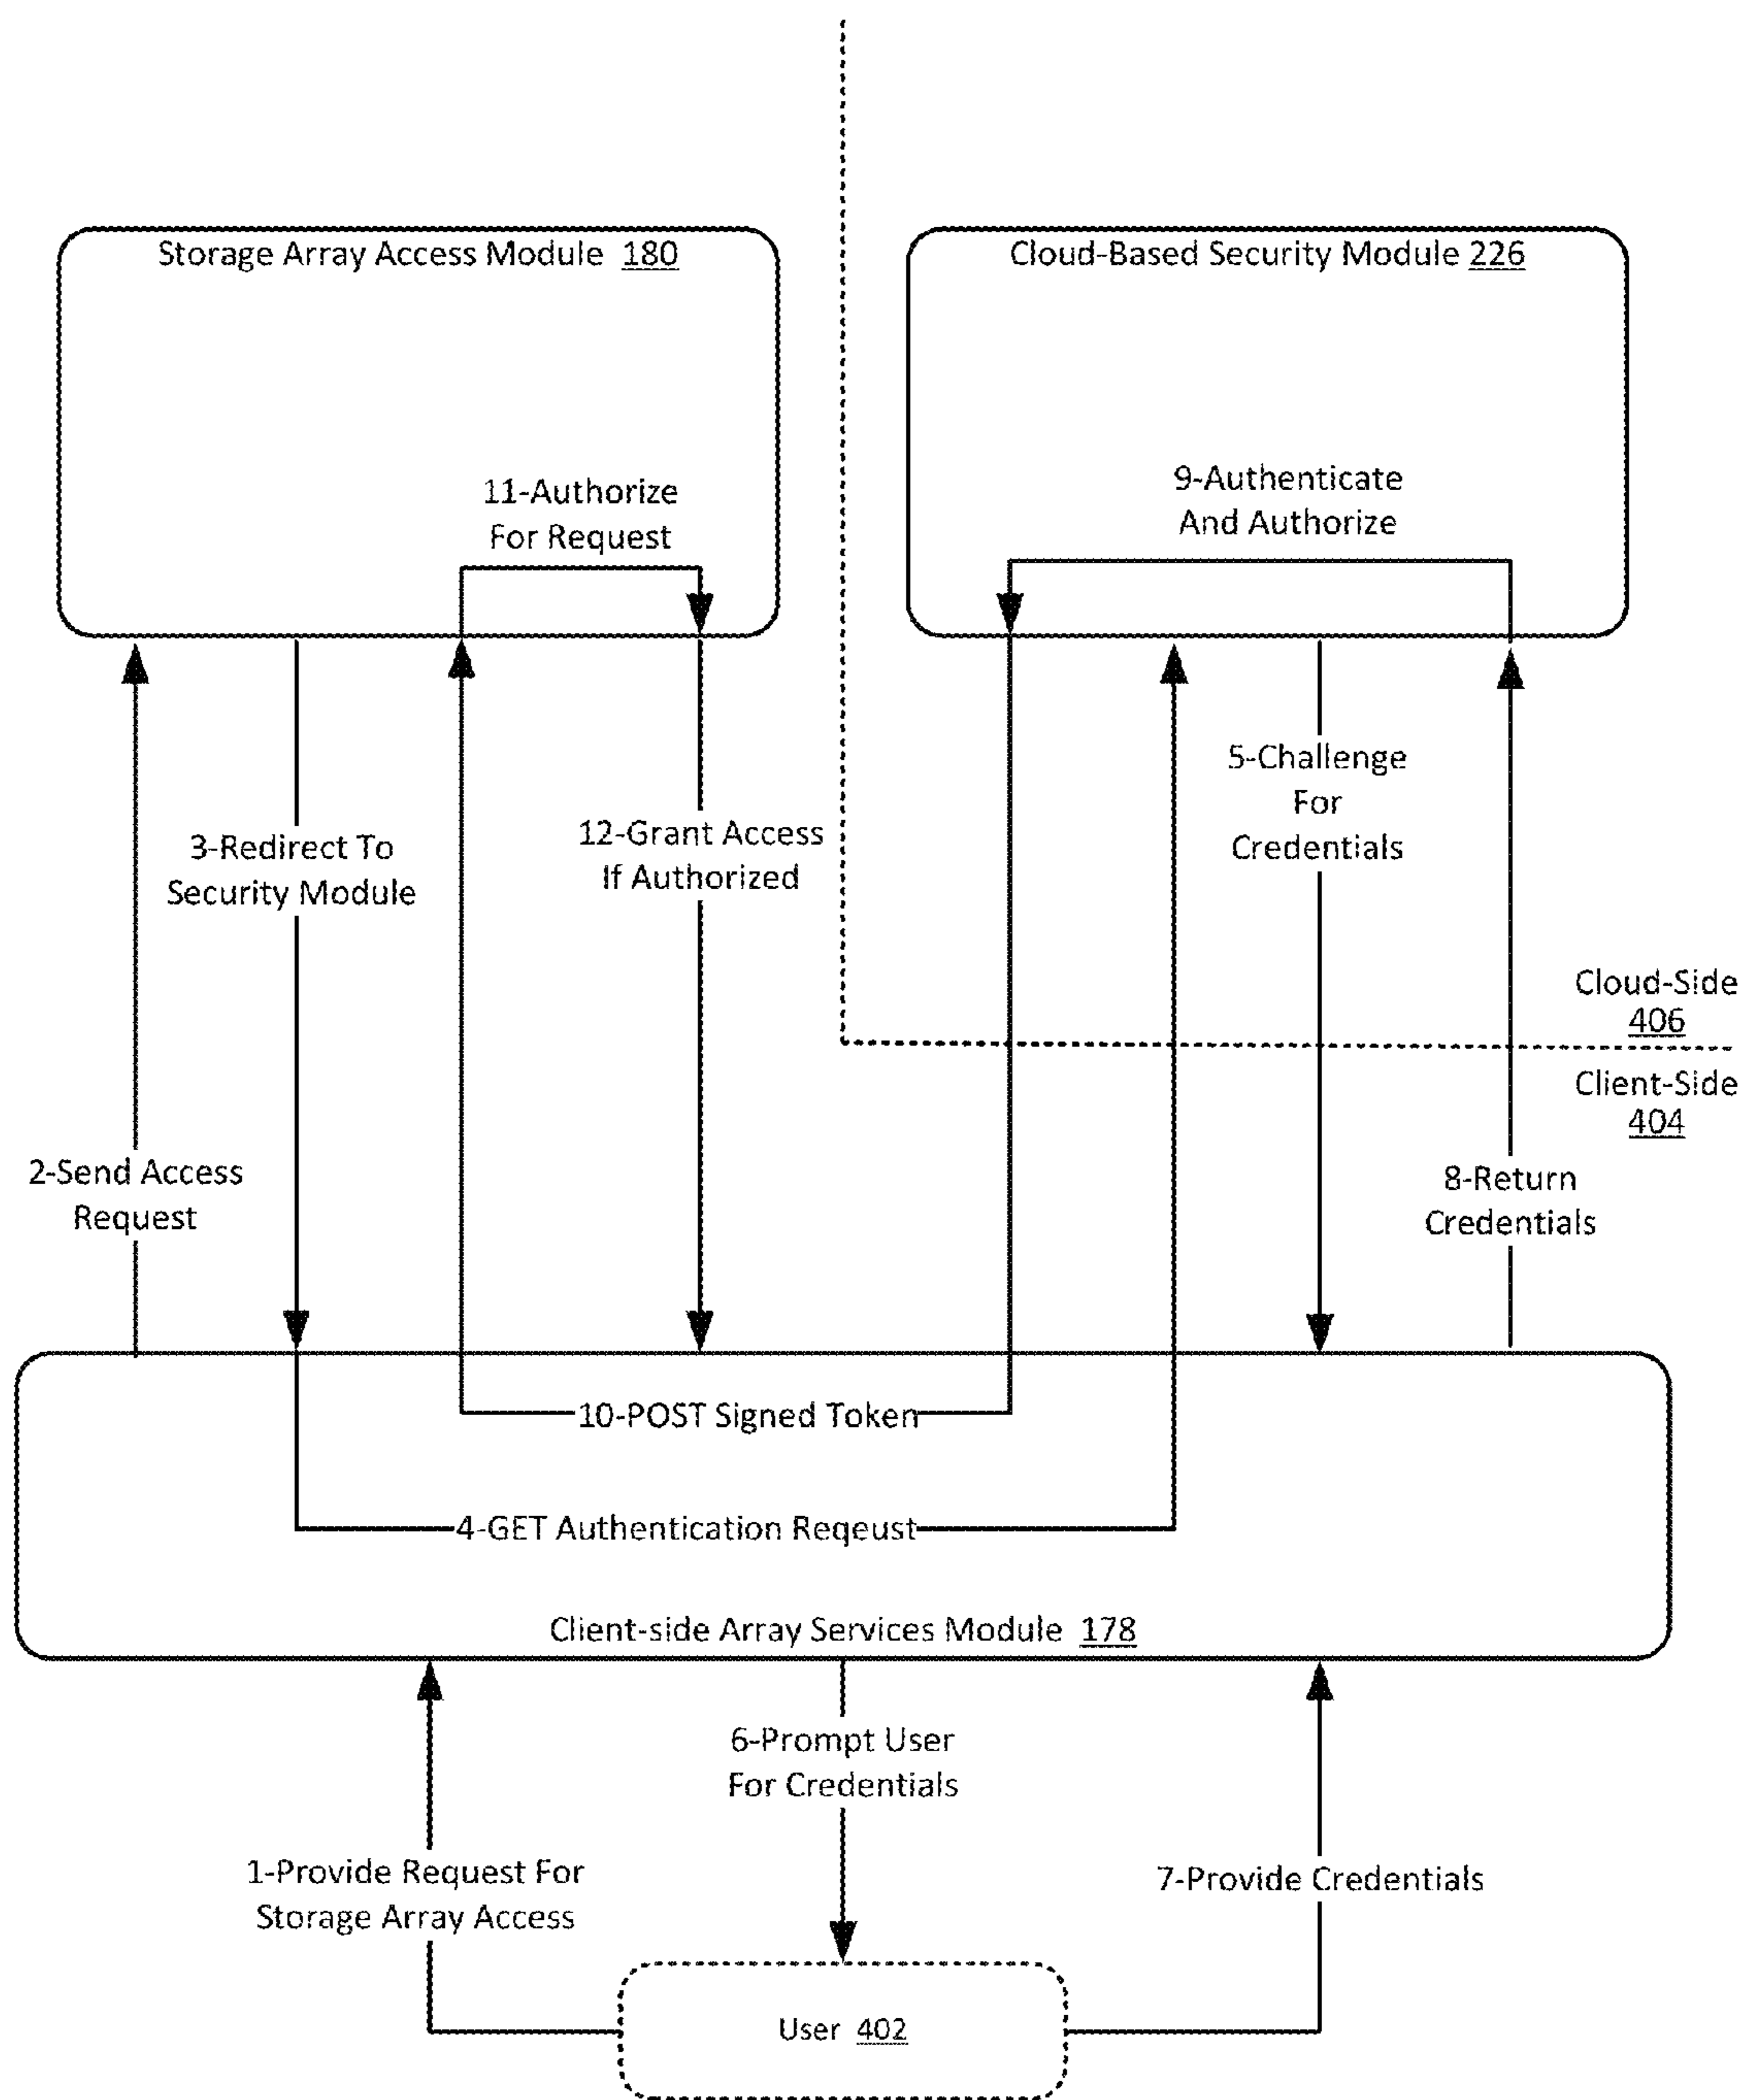 Storage Array Access Module 180
Cloud-Based Security Module 226
11-Authorize
For Request
9-Authenticate
And Authorize
5-Challenge
For
Credentials
3-Redirect To
Security Module
12-Grant Access
If Authorized
Cloud-Side
406
Client-Side
404
2-Send Access
Request
8-Return
Credentials
10-POST Signed Token
4-GET Authentication Reqeust
Client-side Array Services Module 178
6-Prompt User
For Credentials
1-Provide Request For
Storage Array Access
7-Provide Credentials
User 402